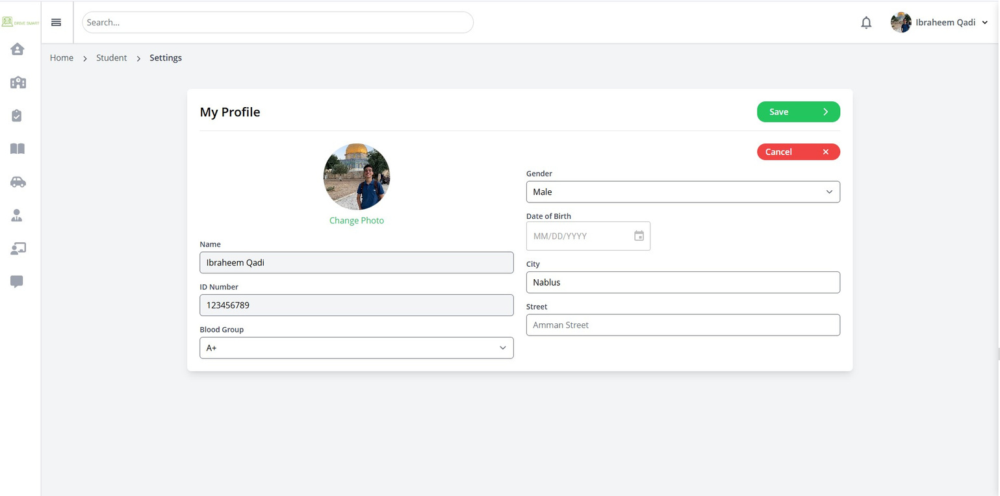 DRIVE SMART
Search...
Ibraheem Qadi
Home > Student > Settings
My Profile
Save
Cancel
Change Photo
Name
Ibraheem Qadi
ID Number
123456789
Blood Group
A+
Gender
Male
Date of Birth
MM/DD/YYYY
City
Nablus
Street
Amman Street